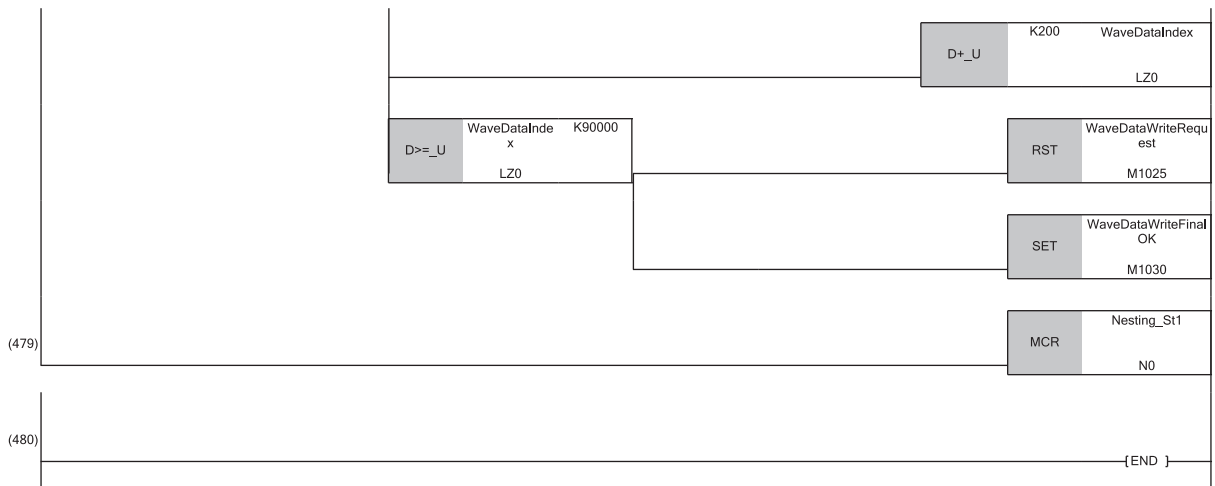 K200 WaveDataIndex
D+_U
LZ0
WaveDataInde K90000
x
D>=_U
LZ0
WaveDataWriteRequ
est
RST
M1025
WaveDataWriteFinal
OK
SET
M1030
Nesting_St1
(479)
MCR
N0
(480)
[END ]